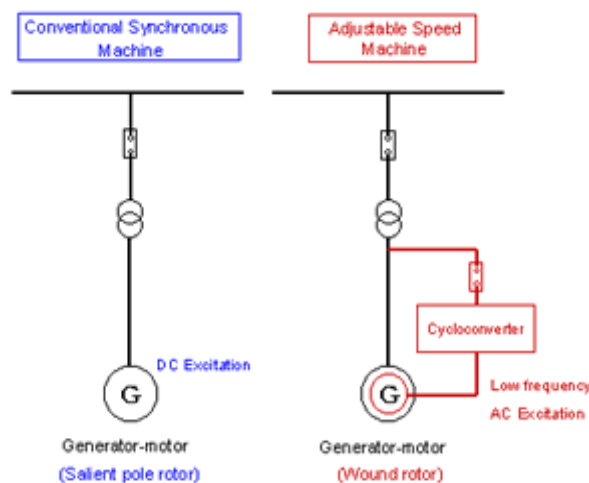 Conventional Synchronous
Machine
DC Excitation
G
Generator-motor
(Salient pole rotor)
Adjustable Speed
Machine
Cycloconverter
Low frequency
AC Excitation
G
Generator-motor
(Wound rotor)